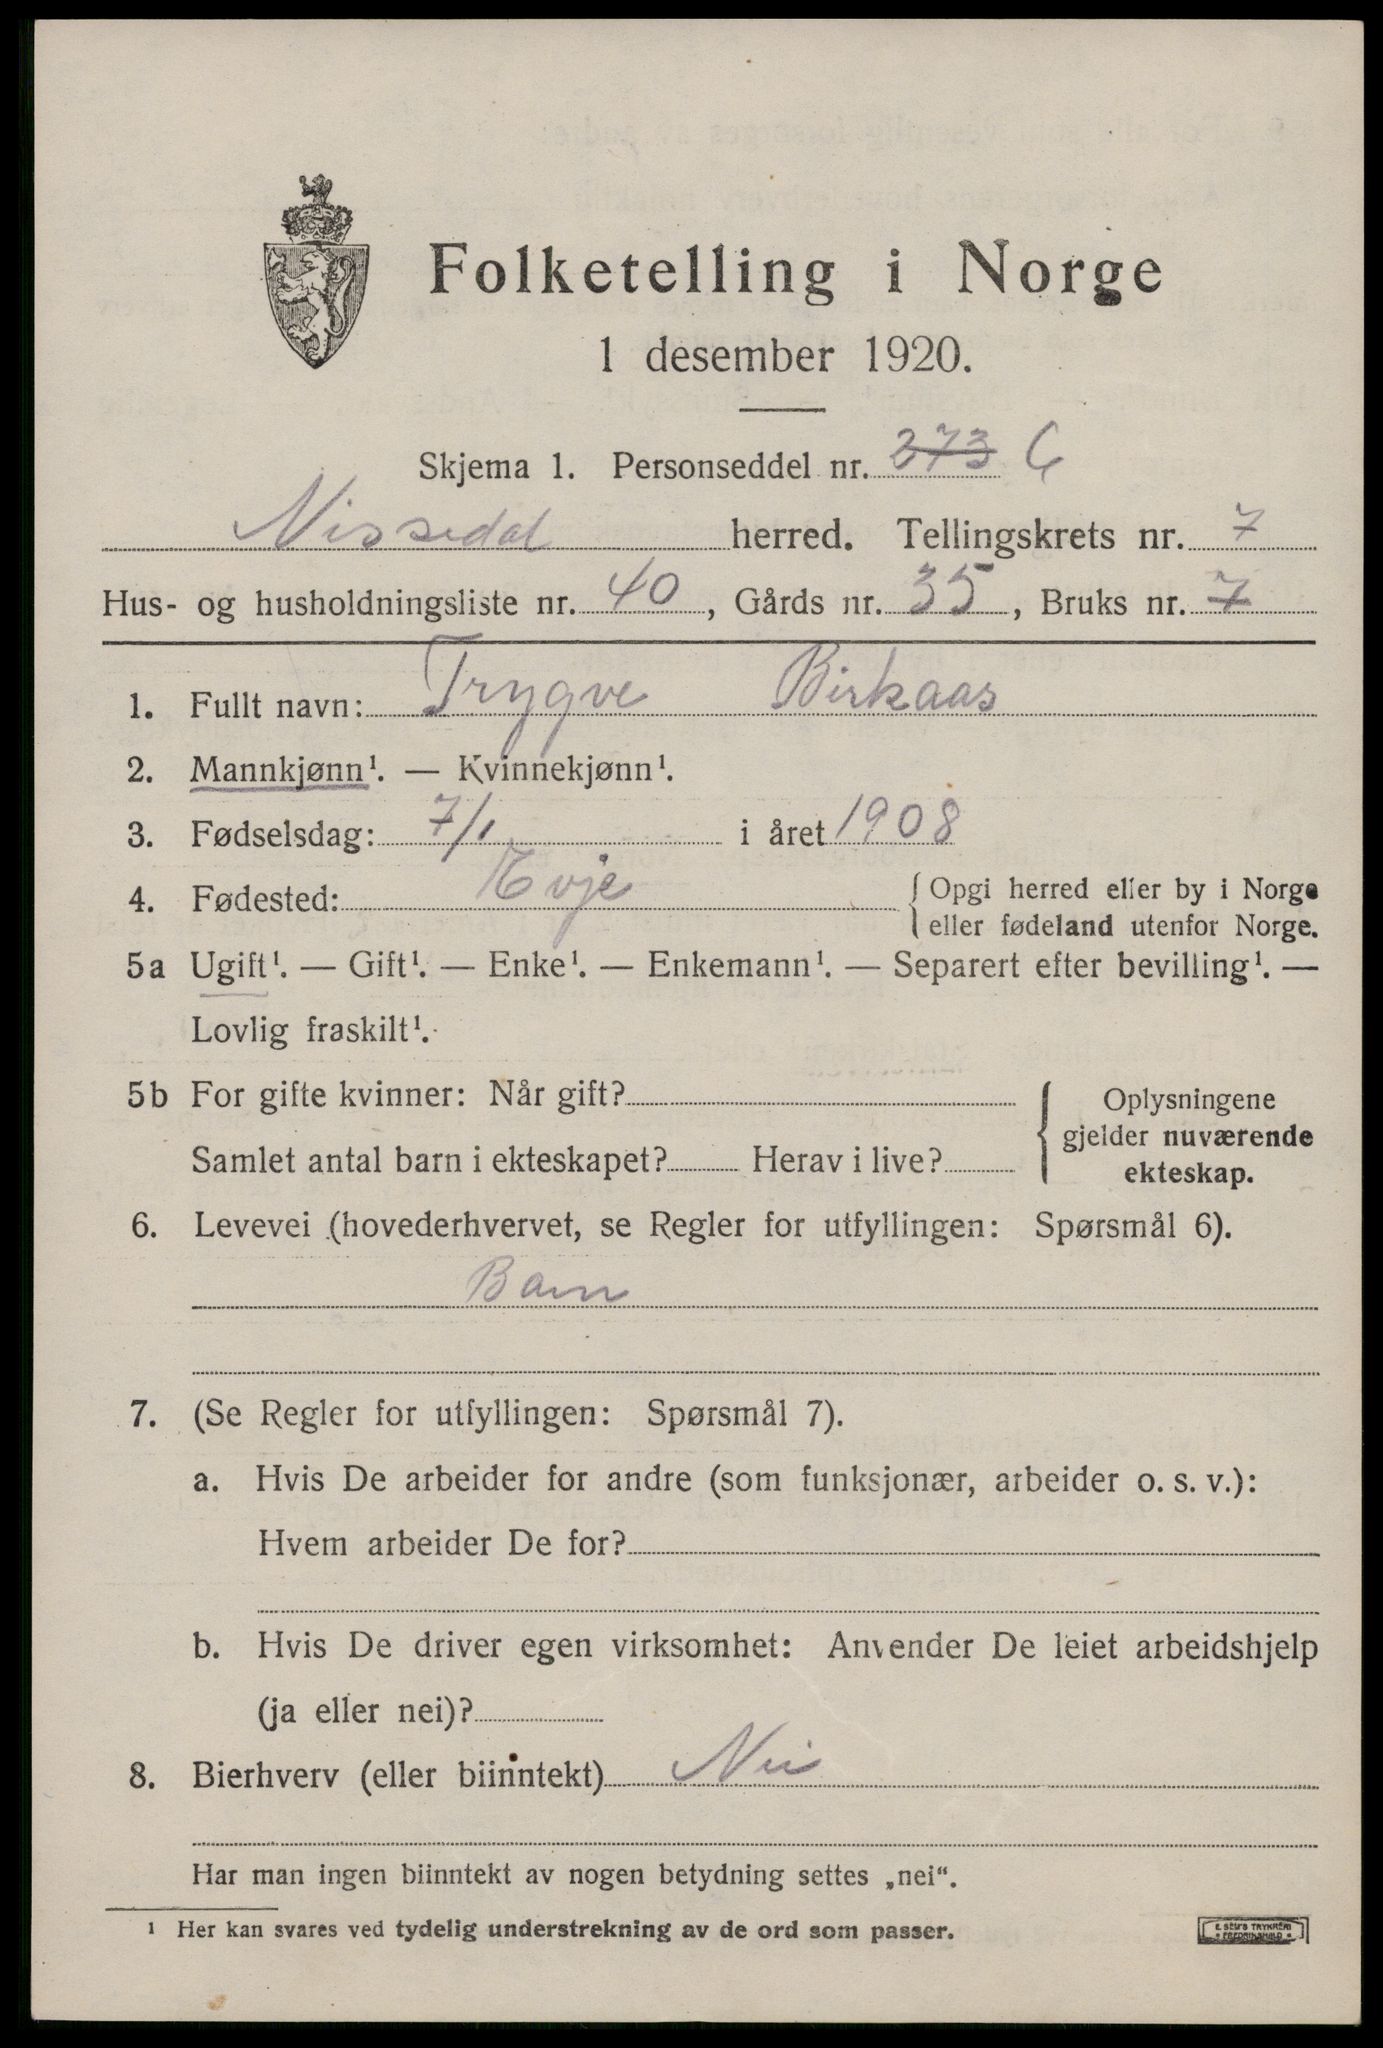 Folketelling i Norge
1 desember 1920.
Skjema 1. Personseddel nr. 273 6
Nissedal herred. Tellingskrets nr. 7
Hus- og husholdningsliste nr. 40, Gårds nr. 35, Bruks nr. 7
1. Fullt navn: Trygve Birkaas
2. Mannkjønn¹. — Kvinnekjønn¹.
3. Fødselsdag: 7/1 i året 1908
4. Fødested: Evje { Opgi herred eller by i Norge
eller fødeland utenfor Norge.
5a Ugift¹. — Gift¹. — Enke¹. — Enkemann¹. — Separert efter bevilling¹. —
Lovlig fraskilt¹.
5b For gifte kvinner: Når gift?
Samlet antal barn i ekteskapet? Herav i live?
{ Oplysningene
gjelder nuværende
ekteskap.
6. Levevei (hovederhvervet, se Regler for utfyllingen: Spørsmål 6).
Barn
7. (Se Regler for utfyllingen: Spørsmål 7).
a. Hvis De arbeider for andre (som funksjonær, arbeider o. s. v.):
Hvem arbeider De for?
b. Hvis De driver egen virksomhet: Anvender De leiet arbeidshjelp
(ja eller nei)?
8. Bierhverv (eller biinntekt) Nei
Har man ingen biinntekt av nogen betydning settes „nei“.
¹ Her kan svares ved tydelig understrekning av de ord som passer.
E. SEM'S TRYKKERI
FREDRIKSHALD